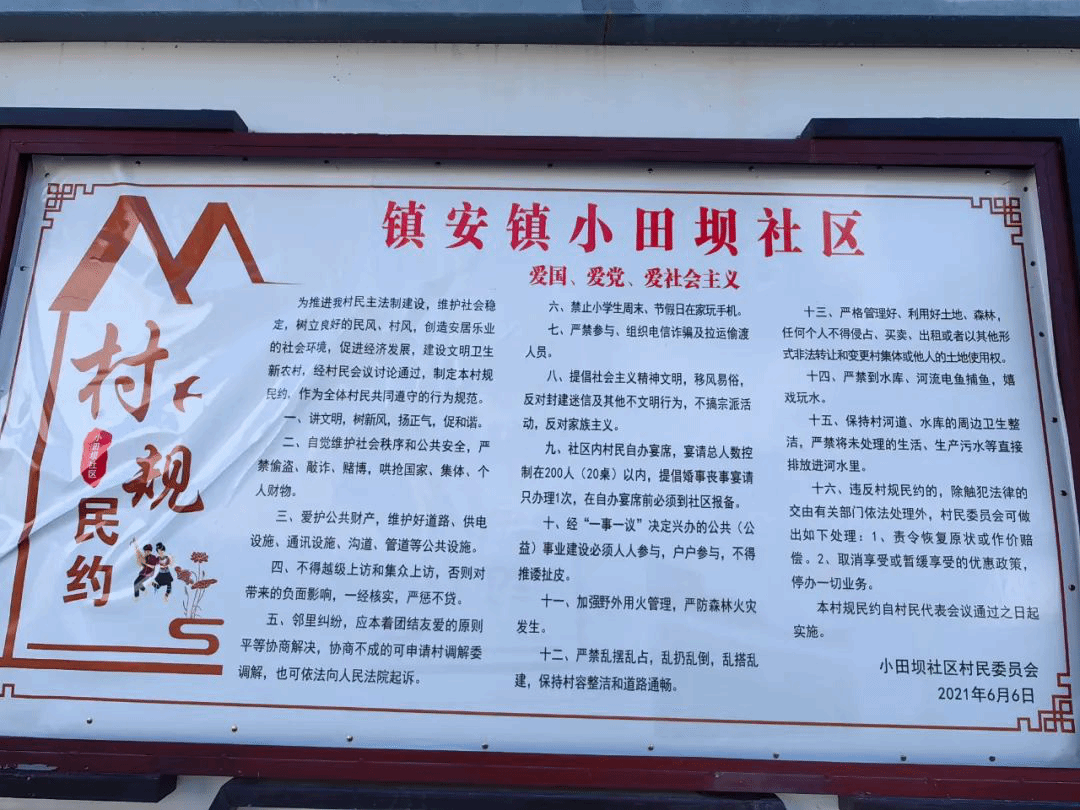 镇安镇小田坝社区
爱国、爱党、爱社会主义
村规
小田坝社区
民约
为推进我村民主法制建设，维护社会稳
定，树立良好的民风、村风，创造安居乐业
的社会环境，促进经济发展，建设文明卫生
新农村，经村民会议讨论通过，制定本村规
民约，作为全体村民共同遵守的行为规范。
一、讲文明，树新风，扬正气，促和谐。
二、自觉维护社会秩序和公共安全，严
禁偷盗、敲诈、赌博，哄抢国家、集体、个
人财物。
三、爱护公共财产，维护好道路、供电
设施、通讯设施、沟道、管道等公共设施。
四、不得越级上访和集众上访，否则对
带来的负面影响，一经核实，严惩不贷。
五、邻里纠纷，应本着团结友爱的原则
平等协商解决，协商不成的可申请村调解委
调解，也可依法向人民法院起诉。
六、禁止小学生周末、节假日在家玩手机。
七、严禁参与、组织电信诈骗及拉运偷渡
人员。
八、提倡社会主义精神文明，移风易俗，
反对封建迷信及其他不文明行为，不搞宗派活
动，反对家族主义。
九、社区内村民自办宴席，宴请总人数控
制在200人（20桌）以内，提倡婚事丧事宴请
只办理1次，在自办宴席前必须到社区报备。
十、经“一事一议”决定兴办的公共（公
益）事业建设必须人人参与，户户参与，不得
推诿扯皮。
十一、加强野外用火管理，严防森林火灾
发生。
十二、严禁乱摆乱占，乱扔乱倒，乱搭乱
建，保持村容整洁和道路通畅。
十三、严格管理好、利用好土地、森林，
任何个人不得侵占、买卖、出租或者以其他形
式非法转让和变更村集体或他人的土地使用权。
十四、严禁到水库、河流电鱼捕鱼，嬉
戏玩水。
十五、保持村河道、水库的周边卫生整
洁，严禁将未处理的生活、生产污水等直接
排放进河水里。
十六、违反村规民约的，除触犯法律的
交由有关部门依法处理外，村民委员会可做
出如下处理：1、责令恢复原状或作价赔
偿。2、取消享受或暂缓享受的优惠政策，
停办一切业务。
本村规民约自村民代表会议通过之日起
实施。
小田坝社区村民委员会
2021年6月6日